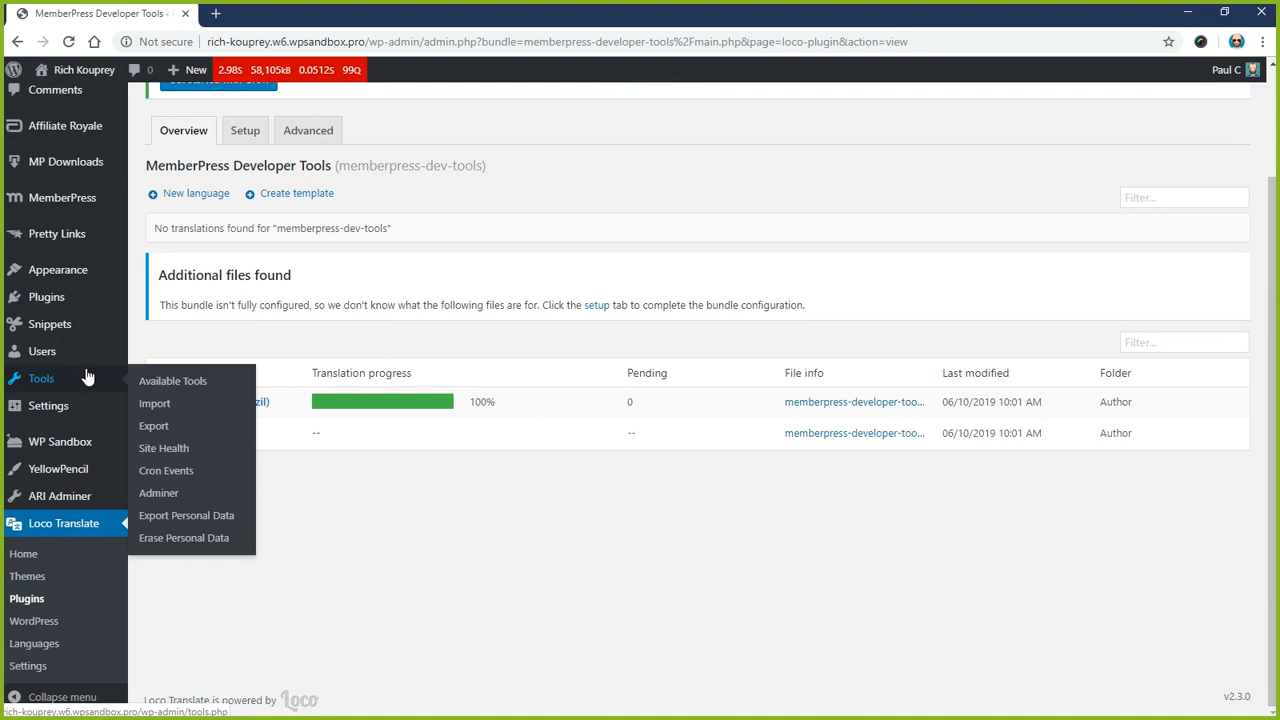 MemberPress Developer Tools ‹
Not secure
rich-kouprey.w6.wpsandbox.pro/wp-admin/admin.php?bundle=memberpress-developer-tools%2Fmain.php&page=loco-plugin&action=view
Rich Kouprey
0
New
2.98S 58,105kB 0.0512S 99Q
Paul C
Comments
Affiliate Royale
MP Downloads
MemberPress
Pretty Links
Appearance
Plugins
Snippets
Users
Tools
Settings
WP Sandbox
YellowPencil
ARI Adminer
Loco Translate
Home
Themes
Plugins
WordPress
Languages
Settings
Collapse menu
Available Tools
Import
Export
Site Health
Cron Events
Adminer
Export Personal Data
Erase Personal Data
Overview
Setup
Advanced
MemberPress Developer Tools (memberpress-dev-tools)
New language
Create template
Filter...
No translations found for "memberpress-dev-tools"
Additional files found
This bundle isn't fully configured, so we don't know what the following files are for. Click the setup tab to complete the bundle configuration.
Filter...
Translation progress Pending File info Last modified Folder
zil) 100% 0 memberpress-developer-too... 06/10/2019 10:01 AM Author
-- -- memberpress-developer-too... 06/10/2019 10:01 AM Author
Loco Translate is powered by Loco
v2.3.0
rich-kouprey.w6.wpsandbox.pro/wp-admin/tools.php